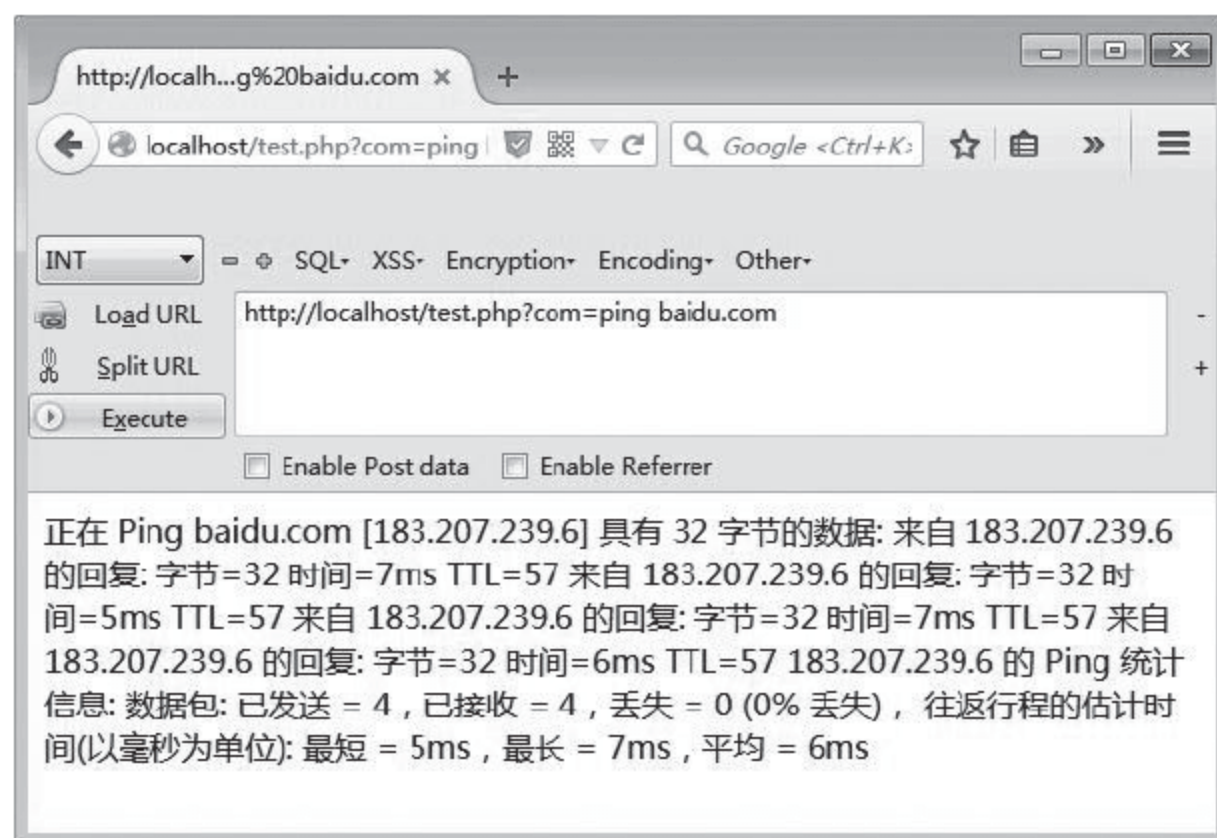 http://localh...g%20baidu.com × +
localhost/test.php?com=ping
Google <Ctrl+K>
INT
SQL- XSS- Encryption- Encoding- Other-
Load URL
http://localhost/test.php?com=ping baidu.com
-
Split URL
+
Execute
Enable Post data
Enable Referrer
正在 Ping baidu.com [183.207.239.6] 具有 32 字节的数据: 来自 183.207.239.6
的回复: 字节=32 时间=7ms TTL=57 来自 183.207.239.6 的回复: 字节=32 时
间=5ms TTL=57 来自 183.207.239.6 的回复: 字节=32 时间=7ms TTL=57 来自
183.207.239.6 的回复: 字节=32 时间=6ms TTL=57 183.207.239.6 的 Ping 统计
信息: 数据包: 已发送 = 4，已接收 = 4，丢失 = 0 (0% 丢失)， 往返行程的估计时
间(以毫秒为单位): 最短 = 5ms，最长 = 7ms，平均 = 6ms